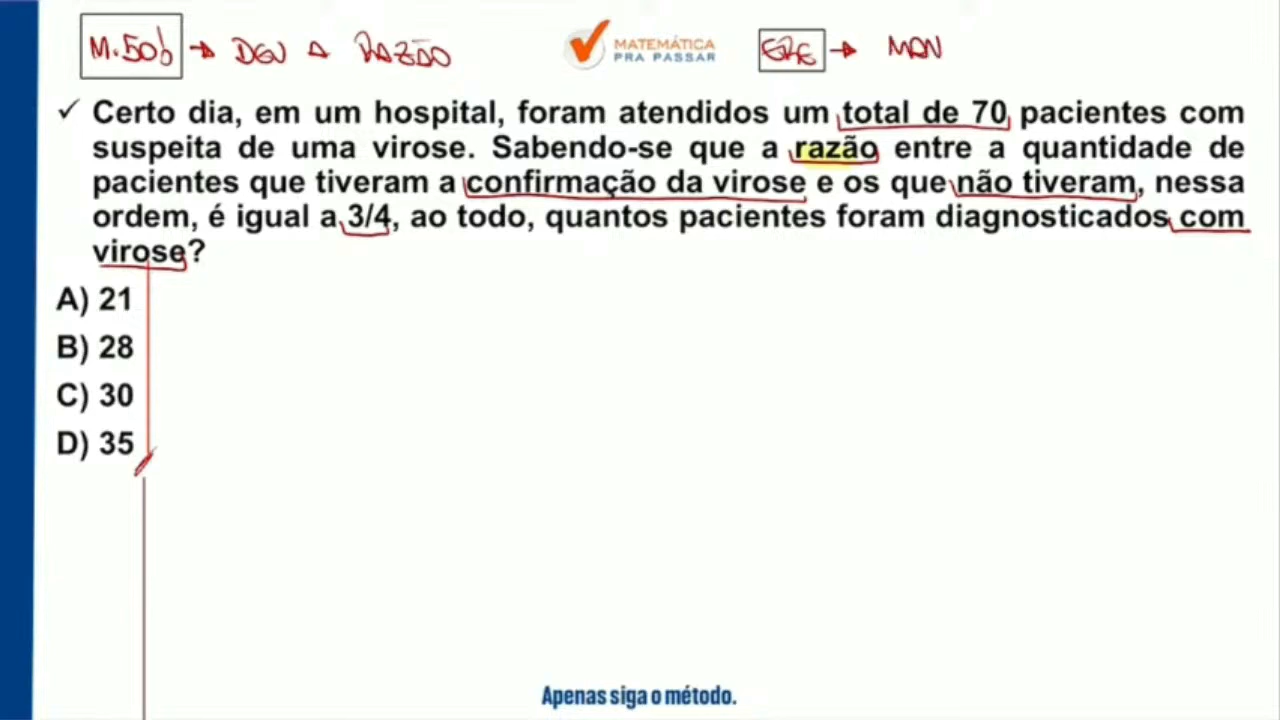 M.50b → DEU A RAZÃO
MATEMÁTICA
PRA PASSAR
→
✓ Certo dia, em um hospital, foram atendidos um total de 70 pacientes com
suspeita de uma virose. Sabendo-se que a razão entre a quantidade de
pacientes que tiveram a confirmação da virose e os que não tiveram, nessa
ordem, é igual a 3/4, ao todo, quantos pacientes foram diagnosticados com
virose?
A) 21
B) 28
C) 30
D) 35
Apenas siga o método.